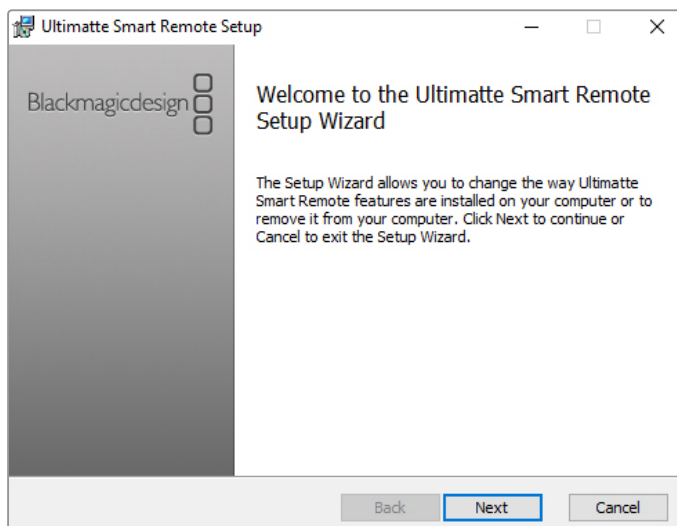 Ultimatte Smart Remote Setup
Blackmagicdesign
Welcome to the Ultimatte Smart Remote
Setup Wizard
The Setup Wizard allows you to change the way Ultimatte
Smart Remote features are installed on your computer or to
remove it from your computer. Click Next to continue or
Cancel to exit the Setup Wizard.
Back
Next
Cancel